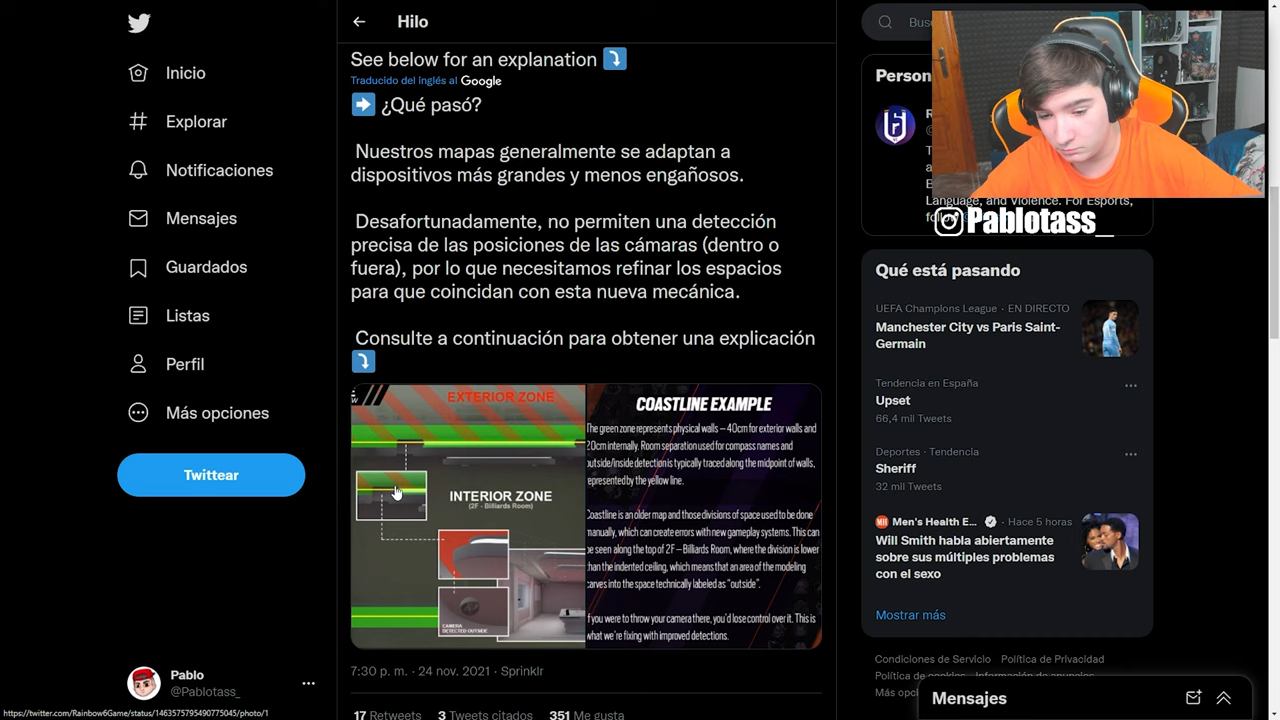 Inicio
Explorar
Notificaciones
Mensajes
Guardados
Listas
Perfil
Más opciones
Twittear
Pablo
@Pablotass_
https://twitter.com/Rainbow6Game/status/1463575795490775045/photo/1
Hilo
See below for an explanation
Traducido del inglés al Google
¿Qué pasó?
Nuestros mapas generalmente se adaptan a
dispositivos más grandes y menos engañosos.
Desafortunadamente, no permiten una detección
precisa de las posiciones de las cámaras (dentro o
fuera), por lo que necesitamos refinar los espacios
para que coincidan con esta nueva mecánica.
Consulte a continuación para obtener una explicación
EXTERIOR ZONE
INTERIOR ZONE
(2F - Billiards Room)
CAMERA
DETECTED OUTSIDE
COASTLINE EXAMPLE
The green zone represents physical walls – 40cm for exterior walls and
20cm internally. Room separation used for compass names and
outside/inside detection is typically traced along the midpoint of walls,
represented by the yellow line.
Coastline is an older map and those divisions of space used to be done
manually, which can create errors with new gameplay systems. This can
be seen along the top of 2F – Billiards Room, where the division is lower
than the indented ceiling, which means that an area of the modeling
carves into the space technically labeled as "outside".
If you were to throw your camera there, you'd lose control over it. This is
what we're fixing with improved detections.
7:30 p. m. · 24 nov. 2021 · Sprinklr
17 Retweets 3 Tweets citados 351 Me gusta
Bus
Person
Language, and Violence. For Esports,
Pablotass_
Qué está pasando
UEFA Champions League · EN DIRECTO
Manchester City vs Paris Saint-
Germain
Tendencia en España
Upset
66,4 mil Tweets
Deportes · Tendencia
Sheriff
32 mil Tweets
Men's Health E... · Hace 5 horas
Will Smith habla abiertamente
sobre sus múltiples problemas
con el sexo
Mostrar más
Condiciones de Servicio Política de Privacidad
Mensajes